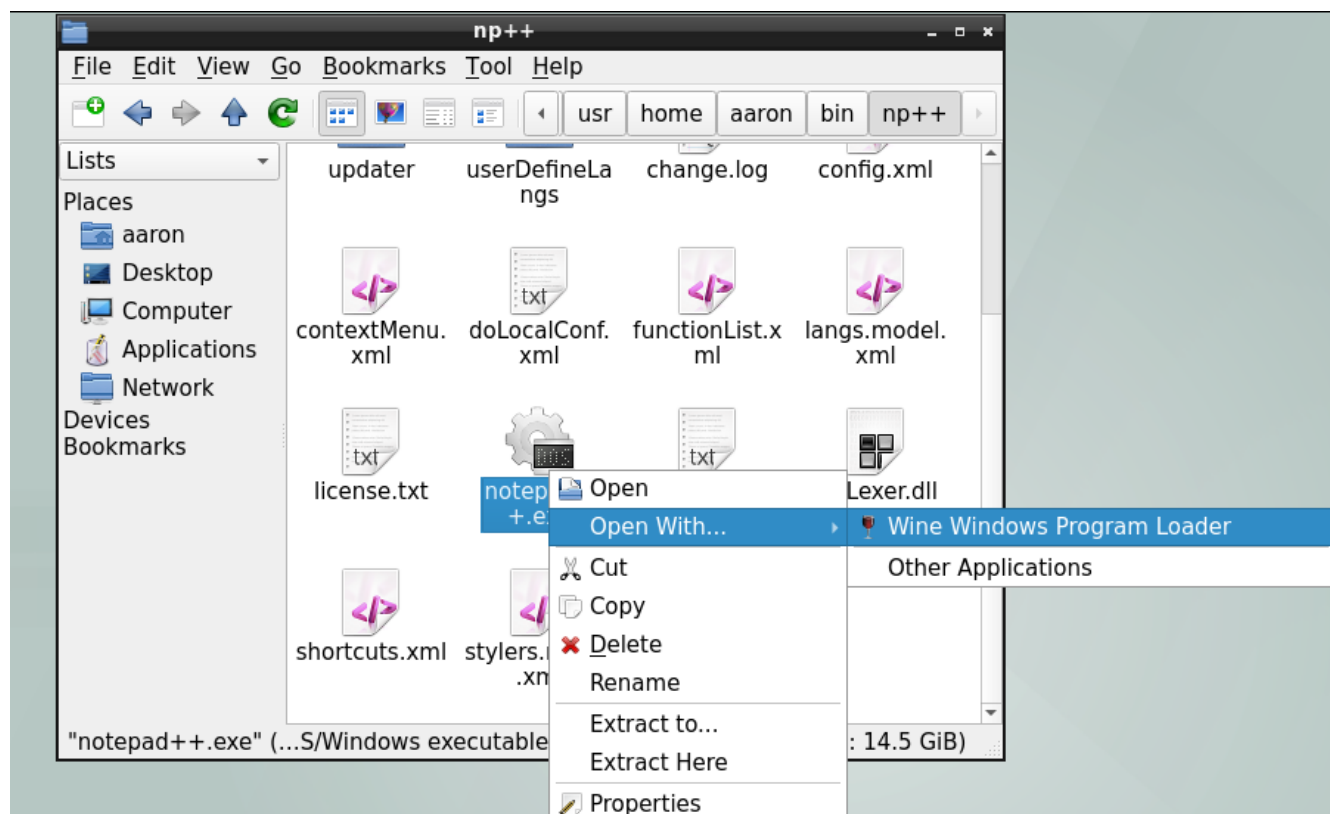 np++
File Edit View Go Bookmarks Tool Help
usr home aaron bin np++
Lists
Places
aaron
Desktop
Computer
Applications
Network
Devices
Bookmarks
updater
userDefineLa
ngs
change.log
config.xml
contextMenu.
xml
doLocalConf.
xml
functionList.x
ml
langs.model.
xml
txt
license.txt
txt
notep
+.e
txt
Lexer.dll
shortcuts.xml
stylers.
.xm
Open
Open With...
Cut
Copy
Delete
Rename
Extract to...
Extract Here
Properties
Wine Windows Program Loader
Other Applications
"notepad++.exe" (...S/Windows executable
: 14.5 GiB)